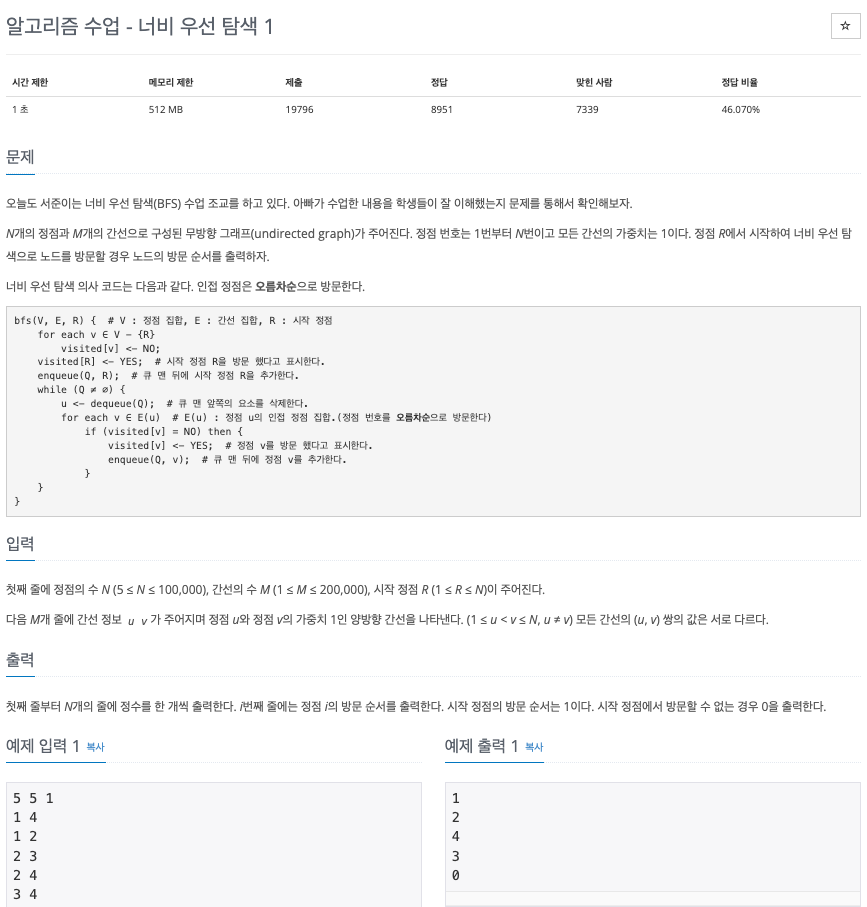 알고리즘 수업 - 너비 우선 탐색 1
☆
시간 제한 메모리 제한 제출 정답 맞힌 사람 정답 비율
1 초 512 MB 19796 8951 7339 46.070%
문제
오늘도 서준이는 너비 우선 탐색(BFS) 수업 조교를 하고 있다. 아빠가 수업한 내용을 학생들이 잘 이해했는지 문제를 통해서 확인해보자.
N개의 정점과 M개의 간선으로 구성된 무방향 그래프(undirected graph)가 주어진다. 정점 번호는 1번부터 N번이고 모든 간선의 가중치는 1이다. 정점 R에서 시작하여 너비 우선 탐
색으로 노드를 방문할 경우 노드의 방문 순서를 출력하자.
너비 우선 탐색 의사 코드는 다음과 같다. 인접 정점은 오름차순으로 방문한다.
bfs(V, E, R) {  # V : 정점 집합, E : 간선 집합, R : 시작 정점
    for each v ∈ V - {R}
        visited[v] <- NO;
    visited[R] <- YES;  # 시작 정점 R을 방문 했다고 표시한다.
    enqueue(Q, R);  # 큐 맨 뒤에 시작 정점 R을 추가한다.
    while (Q ≠ ∅) {
        u <- dequeue(Q);  # 큐 맨 앞쪽의 요소를 삭제한다.
        for each v ∈ E(u)  # E(u) : 정점 u의 인접 정점 집합.(정점 번호를 오름차순으로 방문한다)
            if (visited[v] = NO) then {
                visited[v] <- YES;  # 정점 v를 방문 했다고 표시한다.
                enqueue(Q, v);  # 큐 맨 뒤에 정점 v를 추가한다.
            }
    }
}
입력
첫째 줄에 정점의 수 N (5 ≤ N ≤ 100,000), 간선의 수 M (1 ≤ M ≤ 200,000), 시작 정점 R (1 ≤ R ≤ N)이 주어진다.
다음 M개 줄에 간선 정보 u v가 주어지며 정점 u와 정점 v의 가중치 1인 양방향 간선을 나타낸다. (1 ≤ u < v ≤ N, u ≠ v) 모든 간선의 (u, v) 쌍의 값은 서로 다르다.
출력
첫째 줄부터 N개의 줄에 정수를 한 개씩 출력한다. i번째 줄에는 정점 i의 방문 순서를 출력한다. 시작 정점의 방문 순서는 1이다. 시작 정점에서 방문할 수 없는 경우 0을 출력한다.
예제 입력 1 복사
5 5 1
1 4
1 2
2 3
2 4
3 4
예제 출력 1 복사
1
2
4
3
0